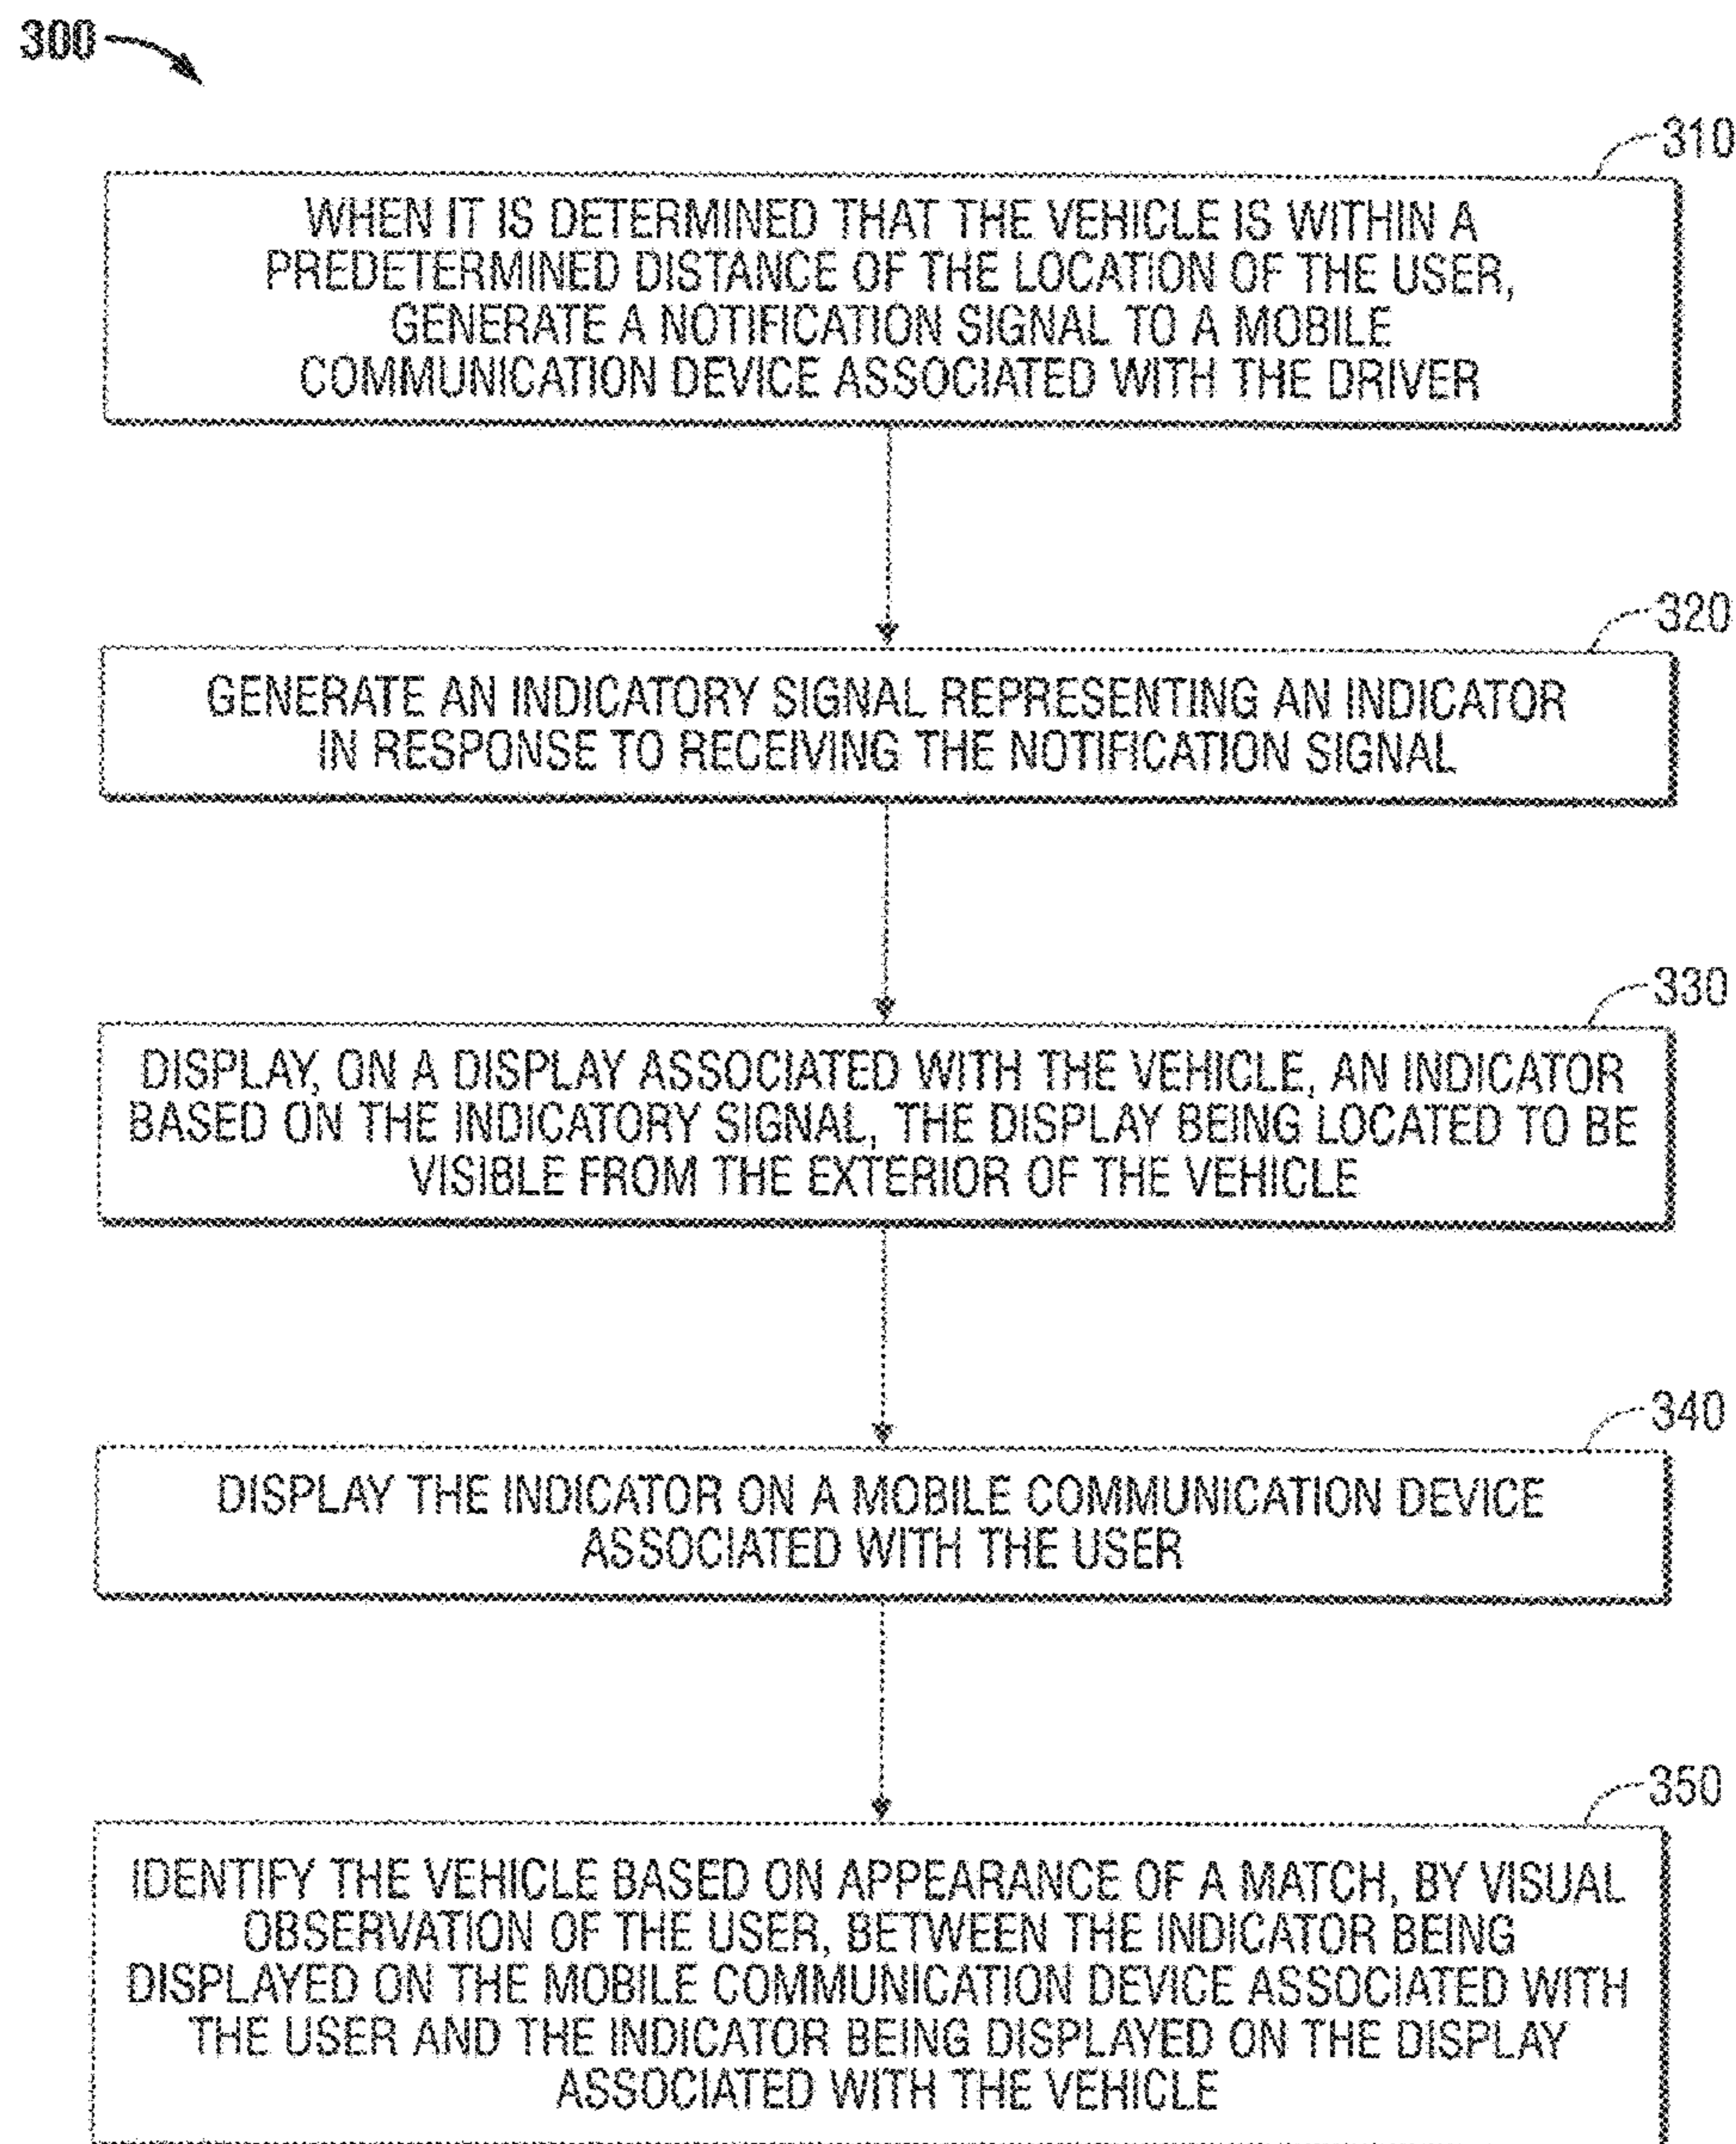 300
310
WHEN IT IS DETERMINED THAT THE VEHICLE IS WITHIN A
PREDETERMINED DISTANCE OF THE LOCATION OF THE USER,
GENERATE A NOTIFICATION SIGNAL TO A MOBILE
COMMUNICATION DEVICE ASSOCIATED WITH THE DRIVER
320
GENERATE AN INDICATORY SIGNAL REPRESENTING AN INDICATOR
IN RESPONSE TO RECEIVING THE NOTIFICATION SIGNAL
330
DISPLAY, ON A DISPLAY ASSOCIATED WITH THE VEHICLE, AN INDICATOR
BASED ON THE INDICATORY SIGNAL, THE DISPLAY BEING LOCATED TO BE
VISIBLE FROM THE EXTERIOR OF THE VEHICLE
340
DISPLAY THE INDICATOR ON A MOBILE COMMUNICATION DEVICE
ASSOCIATED WITH THE USER
350
IDENTIFY THE VEHICLE BASED ON APPEARANCE OF A MATCH, BY VISUAL
OBSERVATION OF THE USER, BETWEEN THE INDICATOR BEING
DISPLAYED ON THE MOBILE COMMUNICATION DEVICE ASSOCIATED WITH
THE USER AND THE INDICATOR BEING DISPLAYED ON THE DISPLAY
ASSOCIATED WITH THE VEHICLE